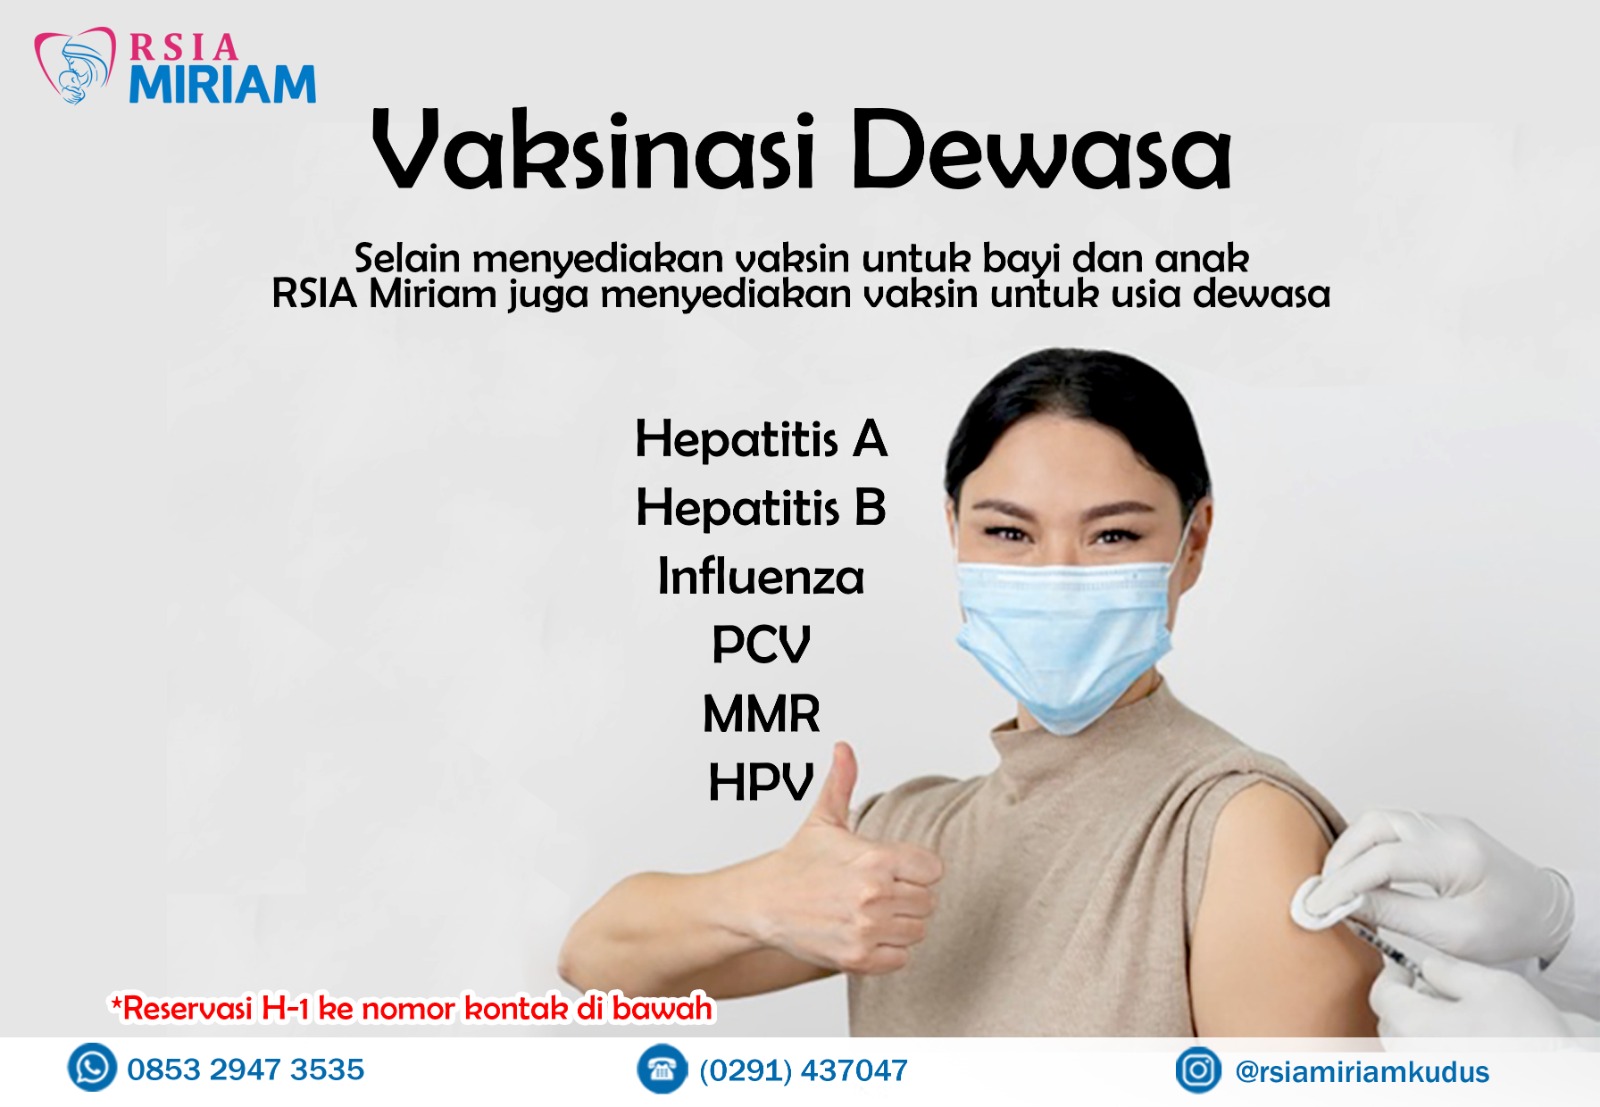 RSIA
MIRIAM
Vaksinasi Dewasa
Selain menyediakan vaksin untuk bayi dan anak
RSIA Miriam juga menyediakan vaksin untuk usia dewasa
Hepatitis A
Hepatitis B
Influenza
PCV
MMR
HPV
*Reservasi H-1 ke nomor kontak di bawah
0853 2947 3535
(0291) 437047
@rsiamiriamkudus